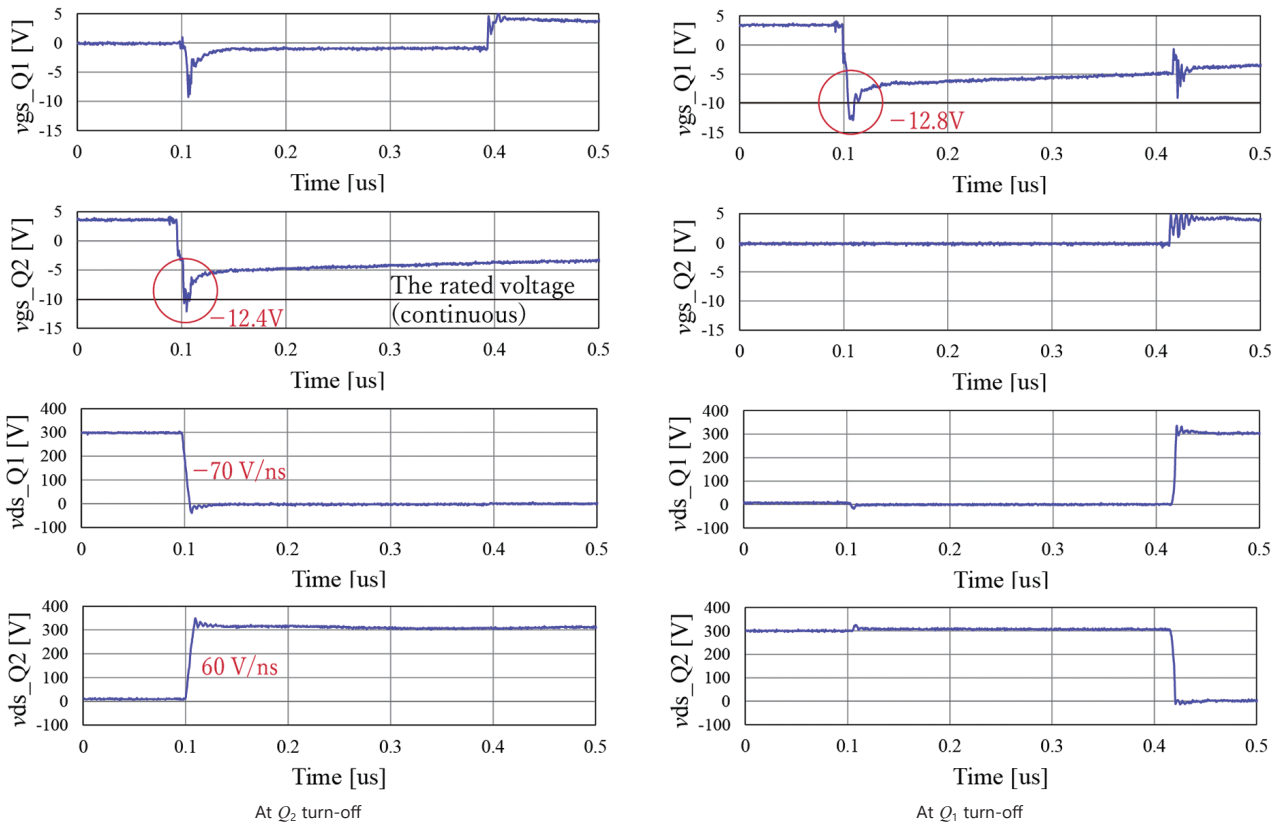 vgs_Q1 [V]
5
0
-5
-10
-15
0 0.1 0.2 0.3 0.4 0.5
Time [us]
vgs_Q2 [V]
5
0
-5
-10
-15
The rated voltage
(continuous)
−12.4V
0 0.1 0.2 0.3 0.4 0.5
Time [us]
vds_Q1 [V]
400
300
200
100
0
-100
−70 V/ns
0 0.1 0.2 0.3 0.4 0.5
Time [us]
vds_Q2 [V]
400
300
200
100
0
-100
60 V/ns
0 0.1 0.2 0.3 0.4 0.5
Time [us]
At Q2 turn-off
vgs_Q1 [V]
5
0
-5
-10
-15
−12.8V
0 0.1 0.2 0.3 0.4 0.5
Time [us]
vgs_Q2 [V]
5
0
-5
-10
-15
0 0.1 0.2 0.3 0.4 0.5
Time [us]
vds_Q1 [V]
400
300
200
100
0
-100
0 0.1 0.2 0.3 0.4 0.5
Time [us]
vds_Q2 [V]
400
300
200
100
0
-100
0 0.1 0.2 0.3 0.4 0.5
Time [us]
At Q1 turn-off